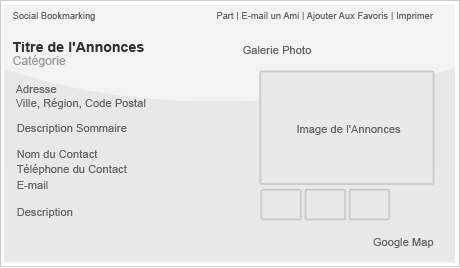 Social Bookmarking
Part | E-mail un Ami | Ajouter Aux Favoris | Imprimer
Titre de l'Annonces
Catégorie
Galerie Photo
Adresse
Ville, Région, Code Postal
Description Sommaire
Image de l'Annonces
Nom du Contact
Téléphone du Contact
E-mail
Description
Google Map